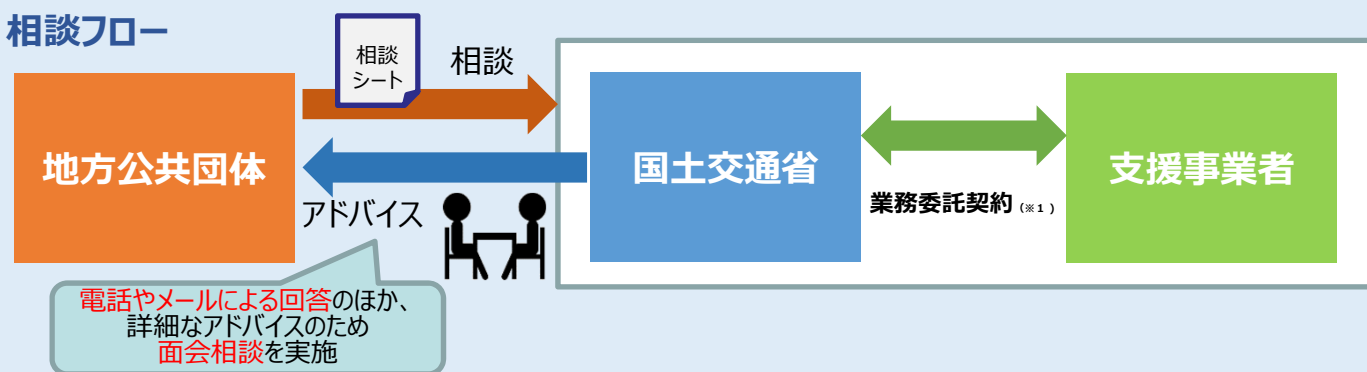 相談フロー
相談
シート
相談
地方公共団体
国土交通省
支援事業者
業務委託契約(※1)
アドバイス
電話やメールによる回答のほか、
詳細なアドバイスのため
面会相談を実施